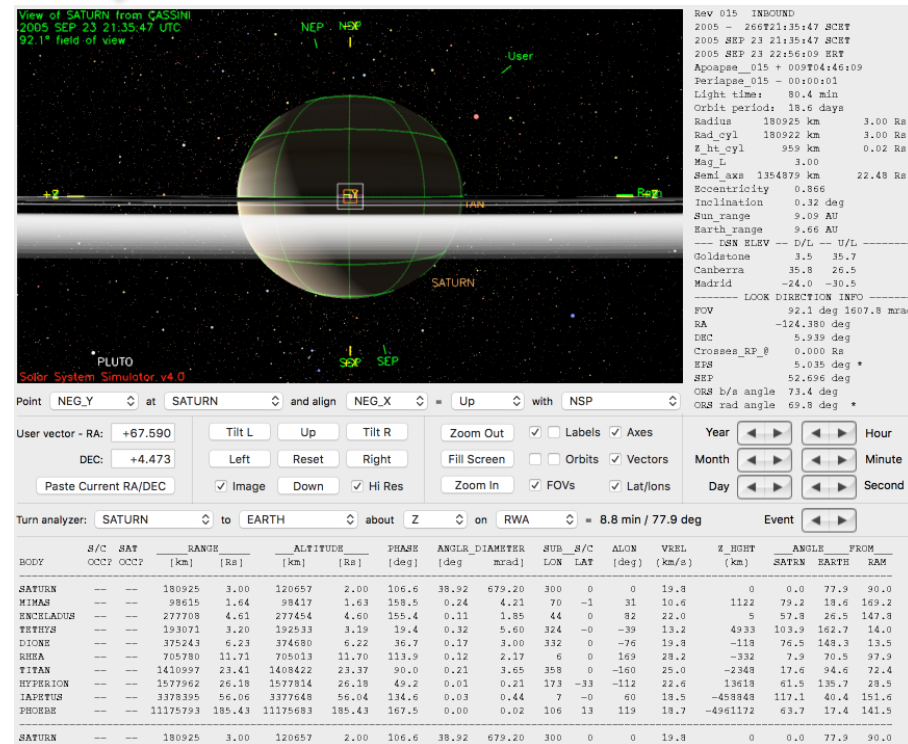 View of SATURN from CASSINI
2005 SEP 23 21:35:47 UTC
92.1° field of view
NEP
NSP
-X
User
+Z
-Y
TAN
Ram
-Z
SATURN
PLUTO
SEP
+X
SEP
Solar System Simulator v4.0
Rev 015 INBOUND
2005 - 266T21:35:47 SCET
2005 SEP 23 21:35:47 SCET
2005 SEP 23 22:56:09 ERT
Apoapse__015 + 009T04:46:09
Periapse_015 - 00:00:01
Light time: 80.4 min
Orbit period: 18.6 days
Radius 180925 km 3.00 Rs
Rad_cyl 180922 km 3.00 Rs
Z_ht_cyl 959 km 0.02 Rs
Mag_L 3.00
Semi_axs 1354879 km 22.48 Rs
Eccentricity 0.866
Inclination 0.32 deg
Sun_range 9.09 AU
Earth_range 9.66 AU
--- DSN ELEV -- D/L -- U/L -------
Goldstone 3.5 35.7
Canberra 35.8 26.5
Madrid -24.0 -30.5
------- LOOK DIRECTION INFO -------
FOV 92.1 deg 1607.8 mrad
RA -124.380 deg
DEC 5.939 deg
Crosses_RP_@ 0.000 Rs
EPS 5.035 deg *
SEP 52.696 deg
ORS b/s angle 73.4 deg
ORS rad angle 69.8 deg *
Point NEG_Y at SATURN and align NEG_X = Up with NSP
User vector - RA: +67.590 Tilt L Up Tilt R Zoom Out Labels Axes Year Hour
DEC: +4.473 Left Reset Right Fill Screen Orbits Vectors Month Minute
Paste Current RA/DEC Image Down Hi Res Zoom In FOVs Lat/lons Day Second
Turn analyzer: SATURN to EARTH about Z on RWA = 8.8 min / 77.9 deg Event
S/C SAT RANGE ALTITUDE PHASE ANGLR_DIAMETER SUB__S/C ALON VREL Z_HGHT ANGLE FROM
BODY OCC? OCC? [km] [Rs] [km] [Rs] [deg] [deg mrad] LON LAT [deg] (km/s) (km) SATRN EARTH RAM
SATURN -- -- 180925 3.00 120657 2.00 106.6 38.92 679.20 300 0 0 19.8 0 0.0 77.9 90.0
MIMAS -- -- 98615 1.64 98417 1.63 158.5 0.24 4.21 70 -1 31 10.6 1122 79.2 18.6 169.2
ENCELADUS -- -- 277708 4.61 277454 4.60 155.4 0.11 1.85 44 0 82 22.0 5 57.8 26.5 147.8
TETHYS -- -- 193071 3.20 192533 3.19 19.4 0.32 5.60 324 -0 -39 13.2 4933 103.9 162.7 14.0
DIONE -- -- 375243 6.23 374680 6.22 36.7 0.17 3.00 332 0 -76 19.8 -118 76.5 148.3 13.5
RHEA -- -- 705780 11.71 705013 11.70 113.9 0.12 2.17 6 0 169 28.2 -332 7.9 70.5 97.9
TITAN -- -- 1410997 23.41 1408422 23.37 90.0 0.21 3.65 358 0 -160 25.0 -2348 17.6 94.6 72.4
HYPERION -- -- 1577962 26.18 1577814 26.18 49.2 0.01 0.21 173 -33 -112 22.6 13618 61.5 135.7 28.5
IAPETUS -- -- 3378395 56.06 3377648 56.04 134.6 0.03 0.44 7 -0 60 18.5 -458848 117.1 40.4 151.6
PHOEBE -- -- 11175793 185.43 11175683 185.43 167.5 0.00 0.02 106 13 119 18.7 -4961172 63.7 17.4 141.5
SATURN -- -- 180925 3.00 120657 2.00 106.6 38.92 679.20 300 0 0 19.8 0 0.0 77.9 90.0